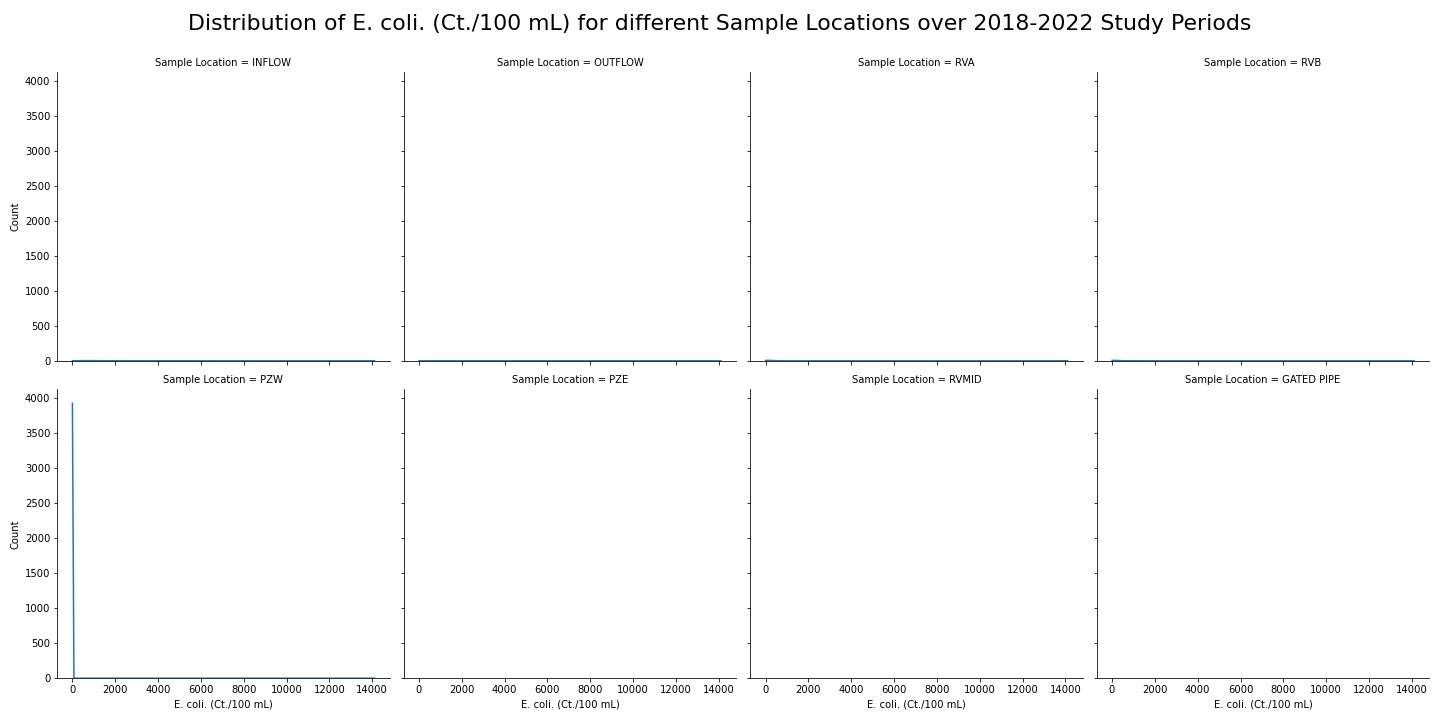 Distribution of E. coli. (Ct./100 mL) for different Sample Locations over 2018-2022 Study Periods
Sample Location = INFLOW
Sample Location = OUTFLOW
Sample Location = RVA
Sample Location = RVB
4000
3500
3000
2500
2000
1500
1000
500
0
Count
Sample Location = PZW
Sample Location = PZE
Sample Location = RVMID
Sample Location = GATED PIPE
4000
3500
3000
2500
2000
1500
1000
500
0
Count
0 2000 4000 6000 8000 10000 12000 14000
0 2000 4000 6000 8000 10000 12000 14000
0 2000 4000 6000 8000 10000 12000 14000
0 2000 4000 6000 8000 10000 12000 14000
E. coli. (Ct./100 mL)
E. coli. (Ct./100 mL)
E. coli. (Ct./100 mL)
E. coli. (Ct./100 mL)